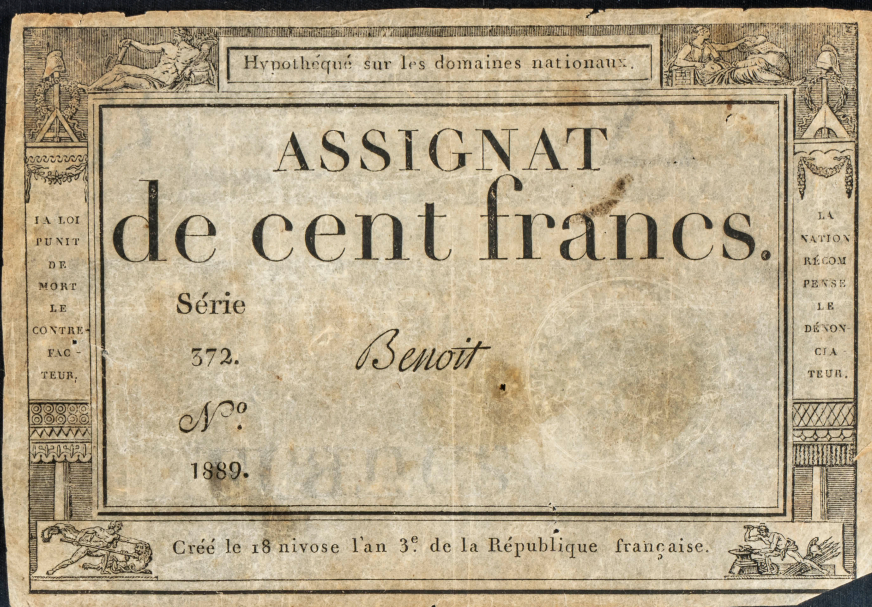 Hypothéqué sur les domaines nationaux.
ASSIGNAT
de cent francs.
LA LOI
PUNIT
DE
MORT
LE
CONTRE-
FAC-
TEUR.
Série
372.
Benoit
Nº.
1889.
LA
NATION
RÉCOM
PENSE
LE
DÉNON-
CIA
TEUR.
Créé le 18 nivose l'an 3.e de la République française.